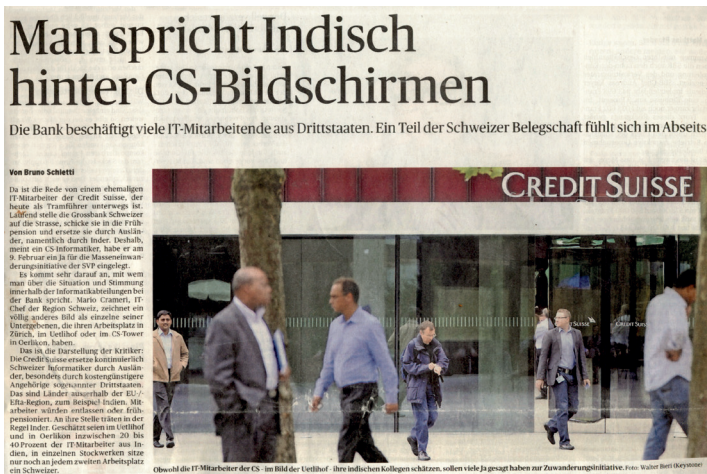 Man spricht Indisch
hinter CS-Bildschirmen
Die Bank beschäftigt viele IT-Mitarbeitende aus Drittstaaten. Ein Teil der Schweizer Belegschaft fühlt sich im Abseits
Von Bruno Schletti
Da ist die Rede von einem ehemaligen
IT-Mitarbeiter der Credit Suisse, der
heute als Tramführer unterwegs ist.
Laufend stelle die Grossbank Schweizer
auf die Strasse, schicke sie in die Früh-
pension und ersetze sie durch Auslän-
der, namentlich durch Inder. Deshalb,
meint ein CS-Informatiker, habe er am
9. Februar ein Ja für die Masseneinwan-
derungsinitiative der SVP eingelegt.
Es kommt sehr darauf an, mit wem
man über die Situation und Stimmung
innerhalb der Informatikabteilungen bei
der Bank spricht. Mario Crameri, IT-
Chef der Region Schweiz, zeichnet ein
völlig anderes Bild als einzelne seiner
Untergebenen, die ihren Arbeitsplatz in
Zürich, im Uetlihof oder im CS-Tower
in Oerlikon, haben.
Das ist die Darstellung der Kritiker:
Die Credit Suisse ersetze kontinuierlich
Schweizer Informatiker durch Auslän-
der, besonders durch kostengünstigere
Angehörige sogenannter Drittstaaten.
Das sind Länder ausserhalb der EU-/
Efta-Region, zum Beispiel Indien. Mit-
arbeiter würden entlassen oder früh-
pensioniert. An ihre Stelle träten in der
Regel Inder. Geschätzt seien im Uetlihof
und in Oerlikon inzwischen 20 bis
40 Prozent der IT-Mitarbeiter aus In-
dien, in einzelnen Stockwerken sitze
nur noch an jedem zweiten Arbeitsplatz
ein Schweizer.
CREDIT SUISSE
Obwohl die IT-Mitarbeiter der CS - im Bild der Uetlihof - ihre indischen Kollegen schätzen, sollen viele Ja gesagt haben zur Zuwanderungsinitiative. Foto: Walter Bieri (Keystone)